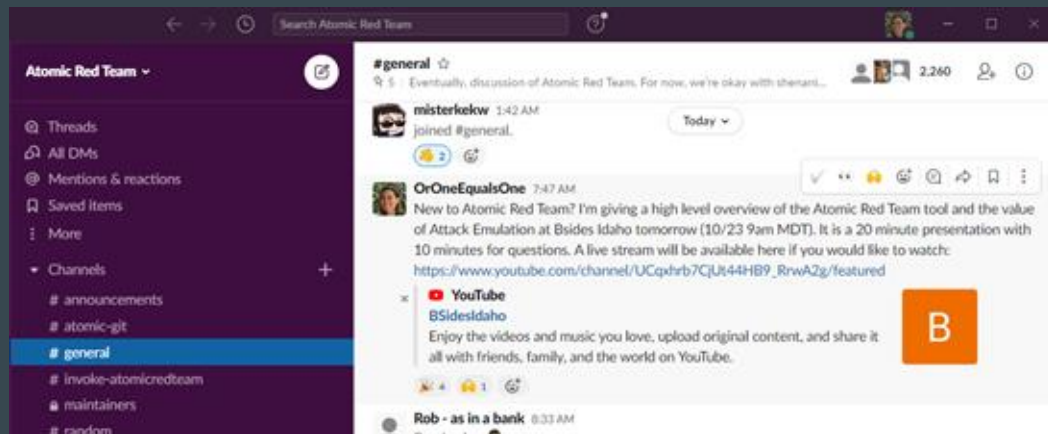 Search Atomic Red Team
Atomic Red Team
Threads
All DMs
Mentions & reactions
Saved items
More
Channels
# announcements
# atomic-git
# general
# invoke-atomicredteam
maintainers
# random
#general
5 Eventually, discussion of Atomic Red Team. For now, we're okay with shenani...
2,260
misterkekw 1:42 AM
joined #general.
2
Today
OrOneEqualsOne 7:47 AM
New to Atomic Red Team? I'm giving a high level overview of the Atomic Red Team tool and the value
of Attack Emulation at Bsides Idaho tomorrow (10/23 9am MDT). It is a 20 minute presentation with
10 minutes for questions. A live stream will be available here if you would like to watch:
https://www.youtube.com/channel/UCqxhrb7CjUt44HB9_RrwA2g/featured
YouTube
BSidesIdaho
Enjoy the videos and music you love, upload original content, and share it
all with friends, family, and the world on YouTube.
B
4 1
Rob - as in a bank 8:33 AM